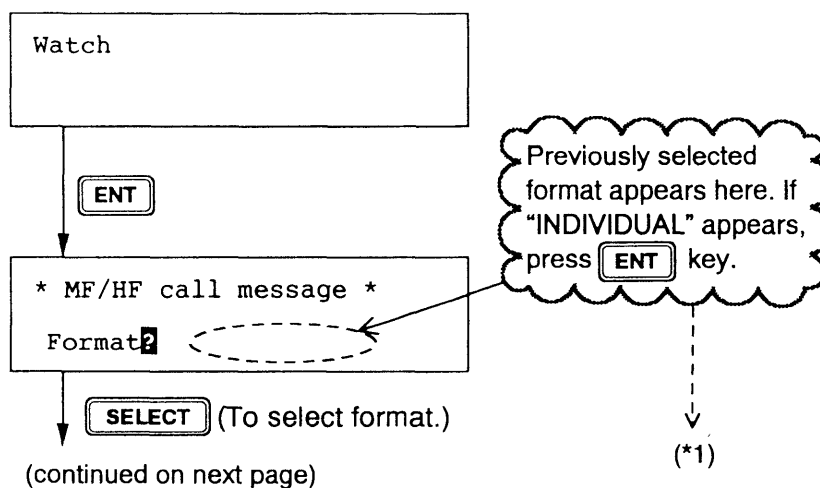 Watch
ENT
Previously selected
format appears here. If
“INDIVIDUAL” appears,
press ENT key.
* MF/HF call message *
Format?
SELECT (To select format.)
(continued on next page)
(*1)